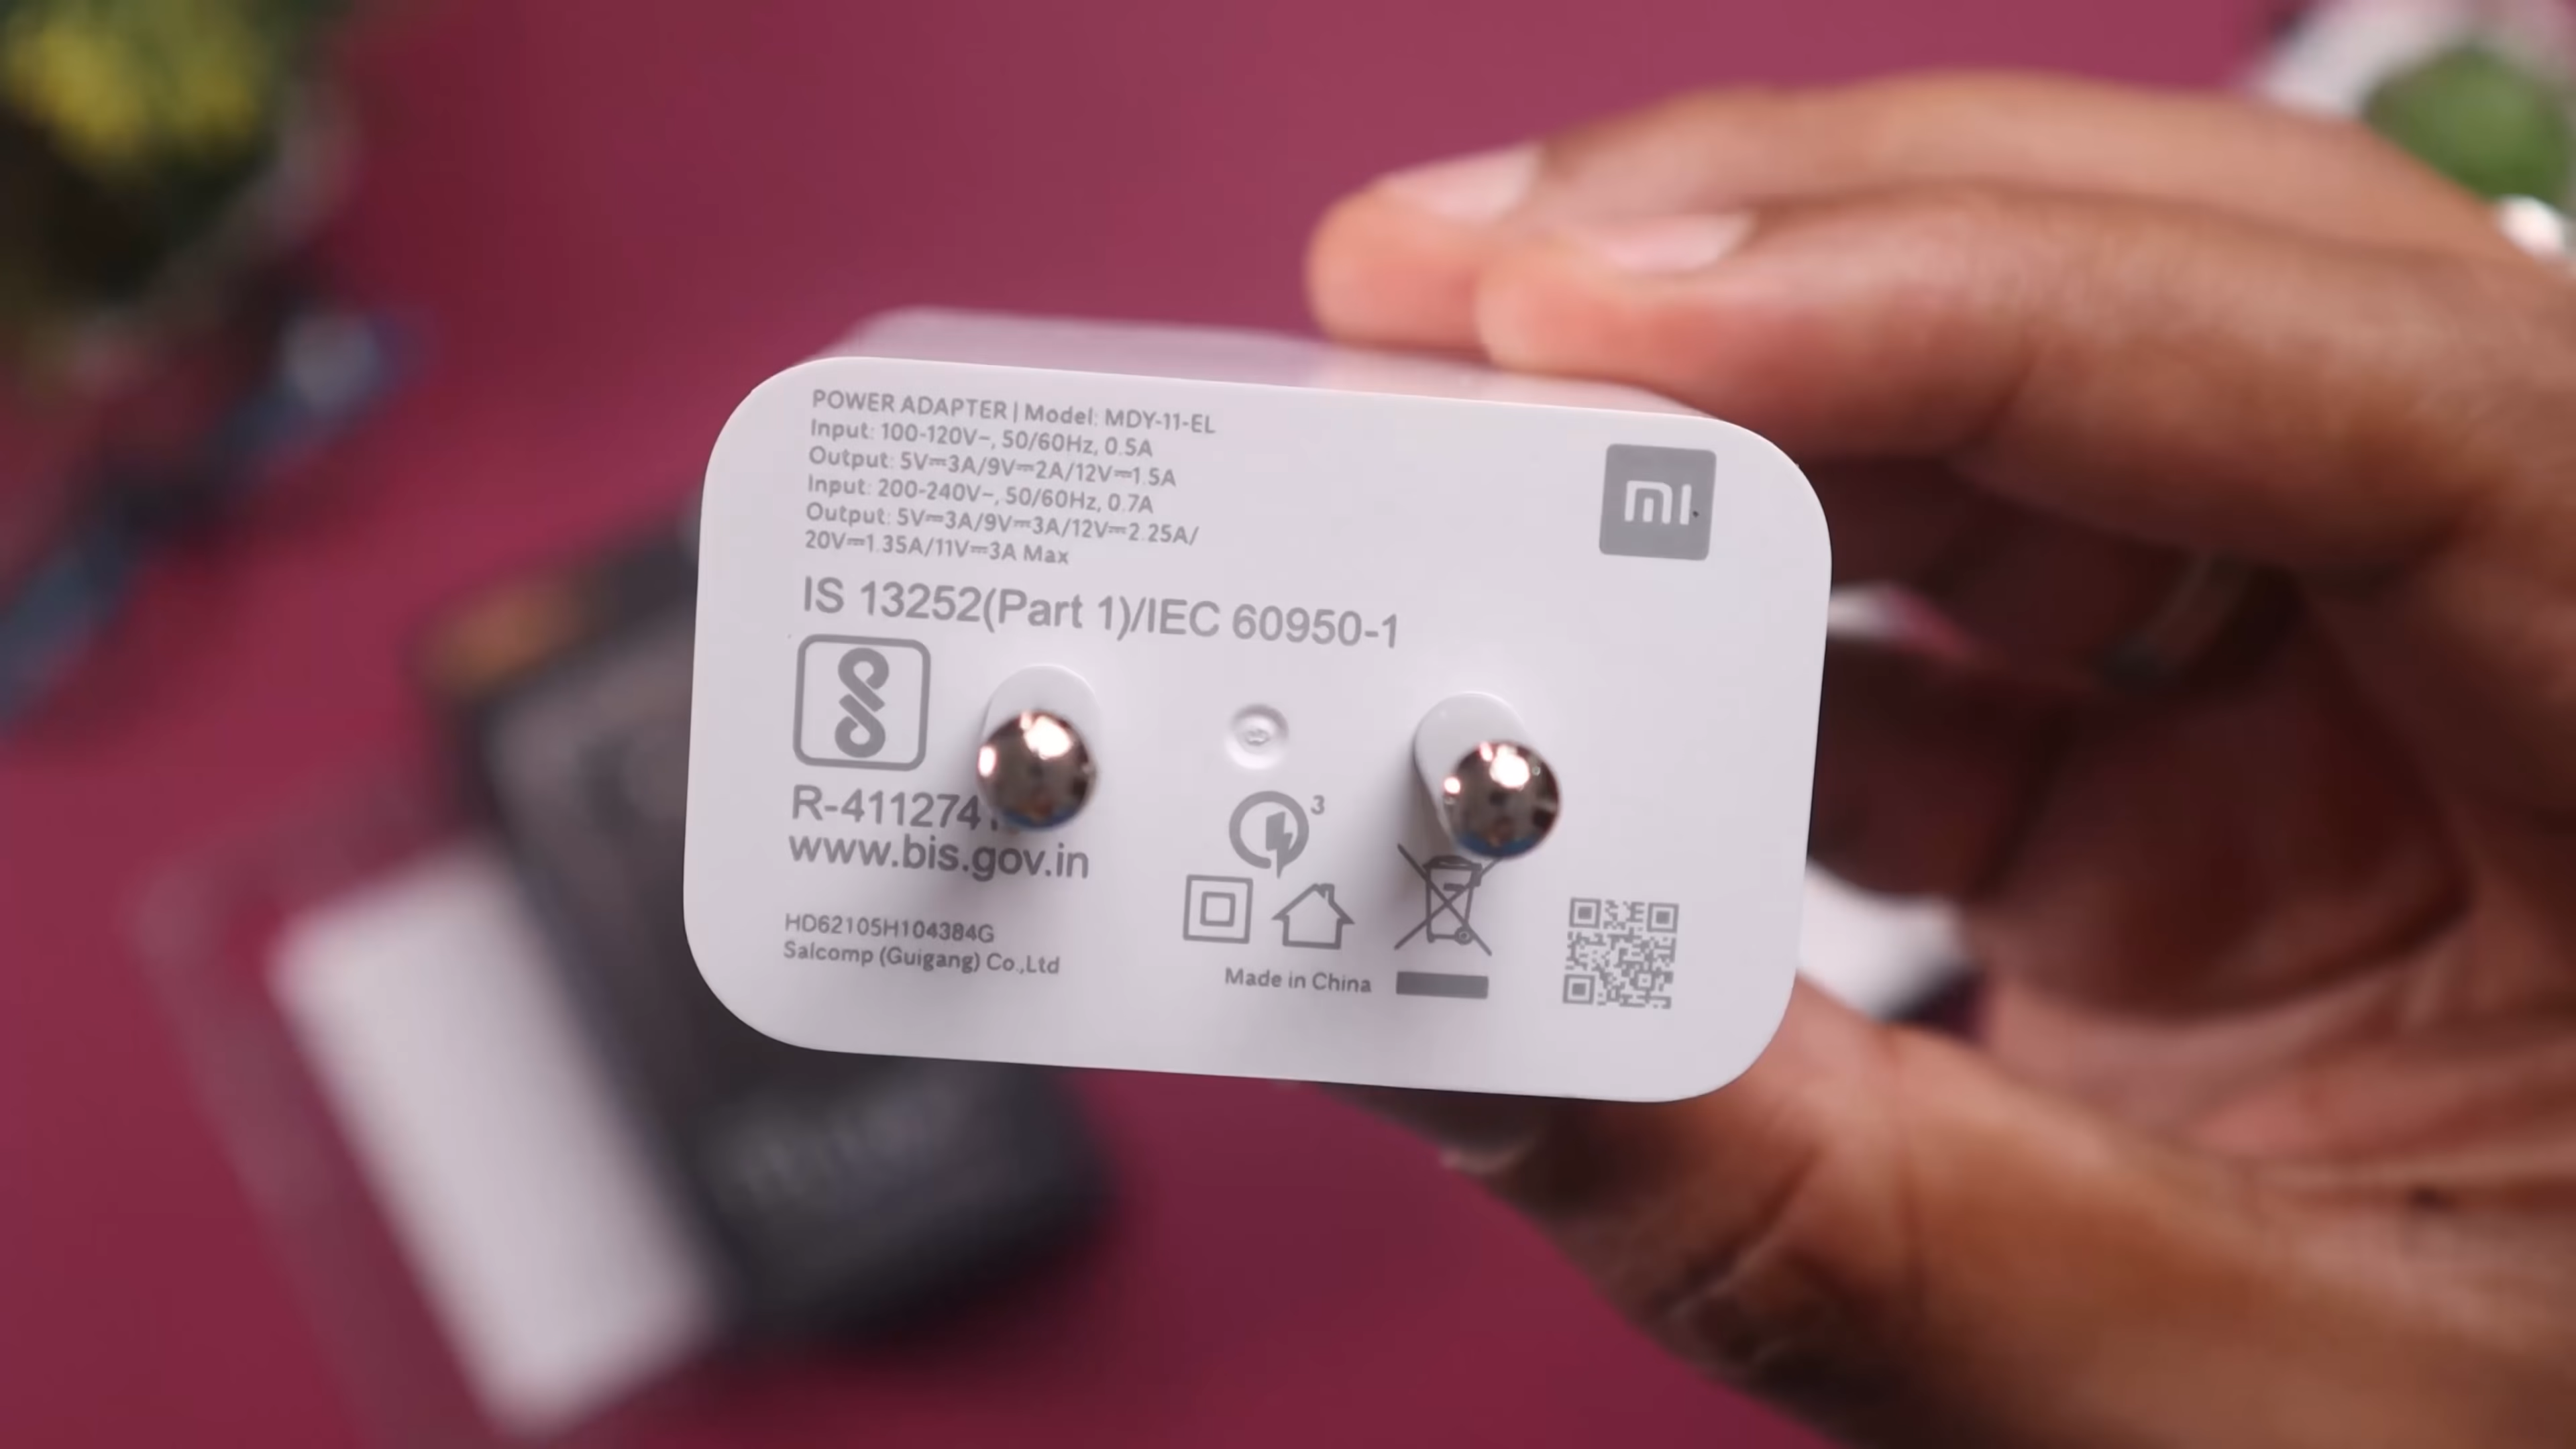 POWER ADAPTER | Model: MDY-11-EL
Input: 100-120V~, 50/60Hz, 0.5A
Output: 5V⎓3A/9V⎓2A/12V⎓1.5A
Input: 200-240V~, 50/60Hz, 0.7A
Output: 5V⎓3A/9V⎓3A/12V⎓2.25A/
20V⎓1.35A/11V⎓3A Max
mi
IS 13252(Part 1)/IEC 60950-1
www.bis.gov.in
3
HD62105H104384G
Salcomp (Guigang) Co.,Ltd
Made in China